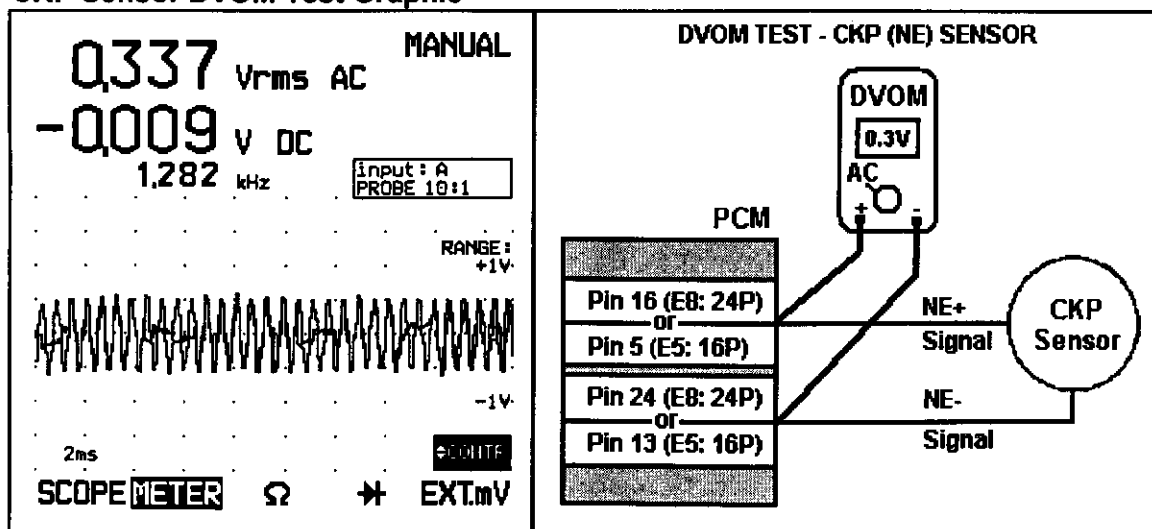 MANUAL
0.337 Vrms AC
-0.009 V DC
1.282 kHz
input: A
PROBE 10:1
RANGE:
+1V
-1V
2ms
SCOPE METER Ω EXT.mV
DVOM TEST - CKP (NE) SENSOR
DVOM
0.3V
AC
+ -
PCM
Pin 16 (E8: 24P)
or
Pin 5 (E5: 16P)
Pin 24 (E8: 24P)
or
Pin 13 (E5: 16P)
NE+
Signal
NE-
Signal
CKP
Sensor